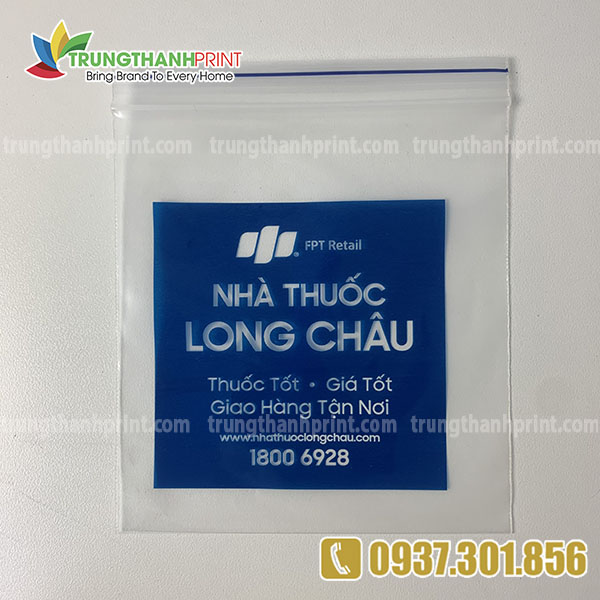 TRUNGTHANHPRINT
Bring Brand To Every Home
trungthanhprint.com trungthanhprint.com trungthanhprint.com
FPT Retail
NHÀ THUỐC
LONG CHÂU
Thuốc Tốt • Giá Tốt
Giao Hàng Tận Nơi
trungthanhprint.com trungthanhprint.com trungthanhprint.com
www.nhathuoclongchau.com
1800 6928
0937.301.856